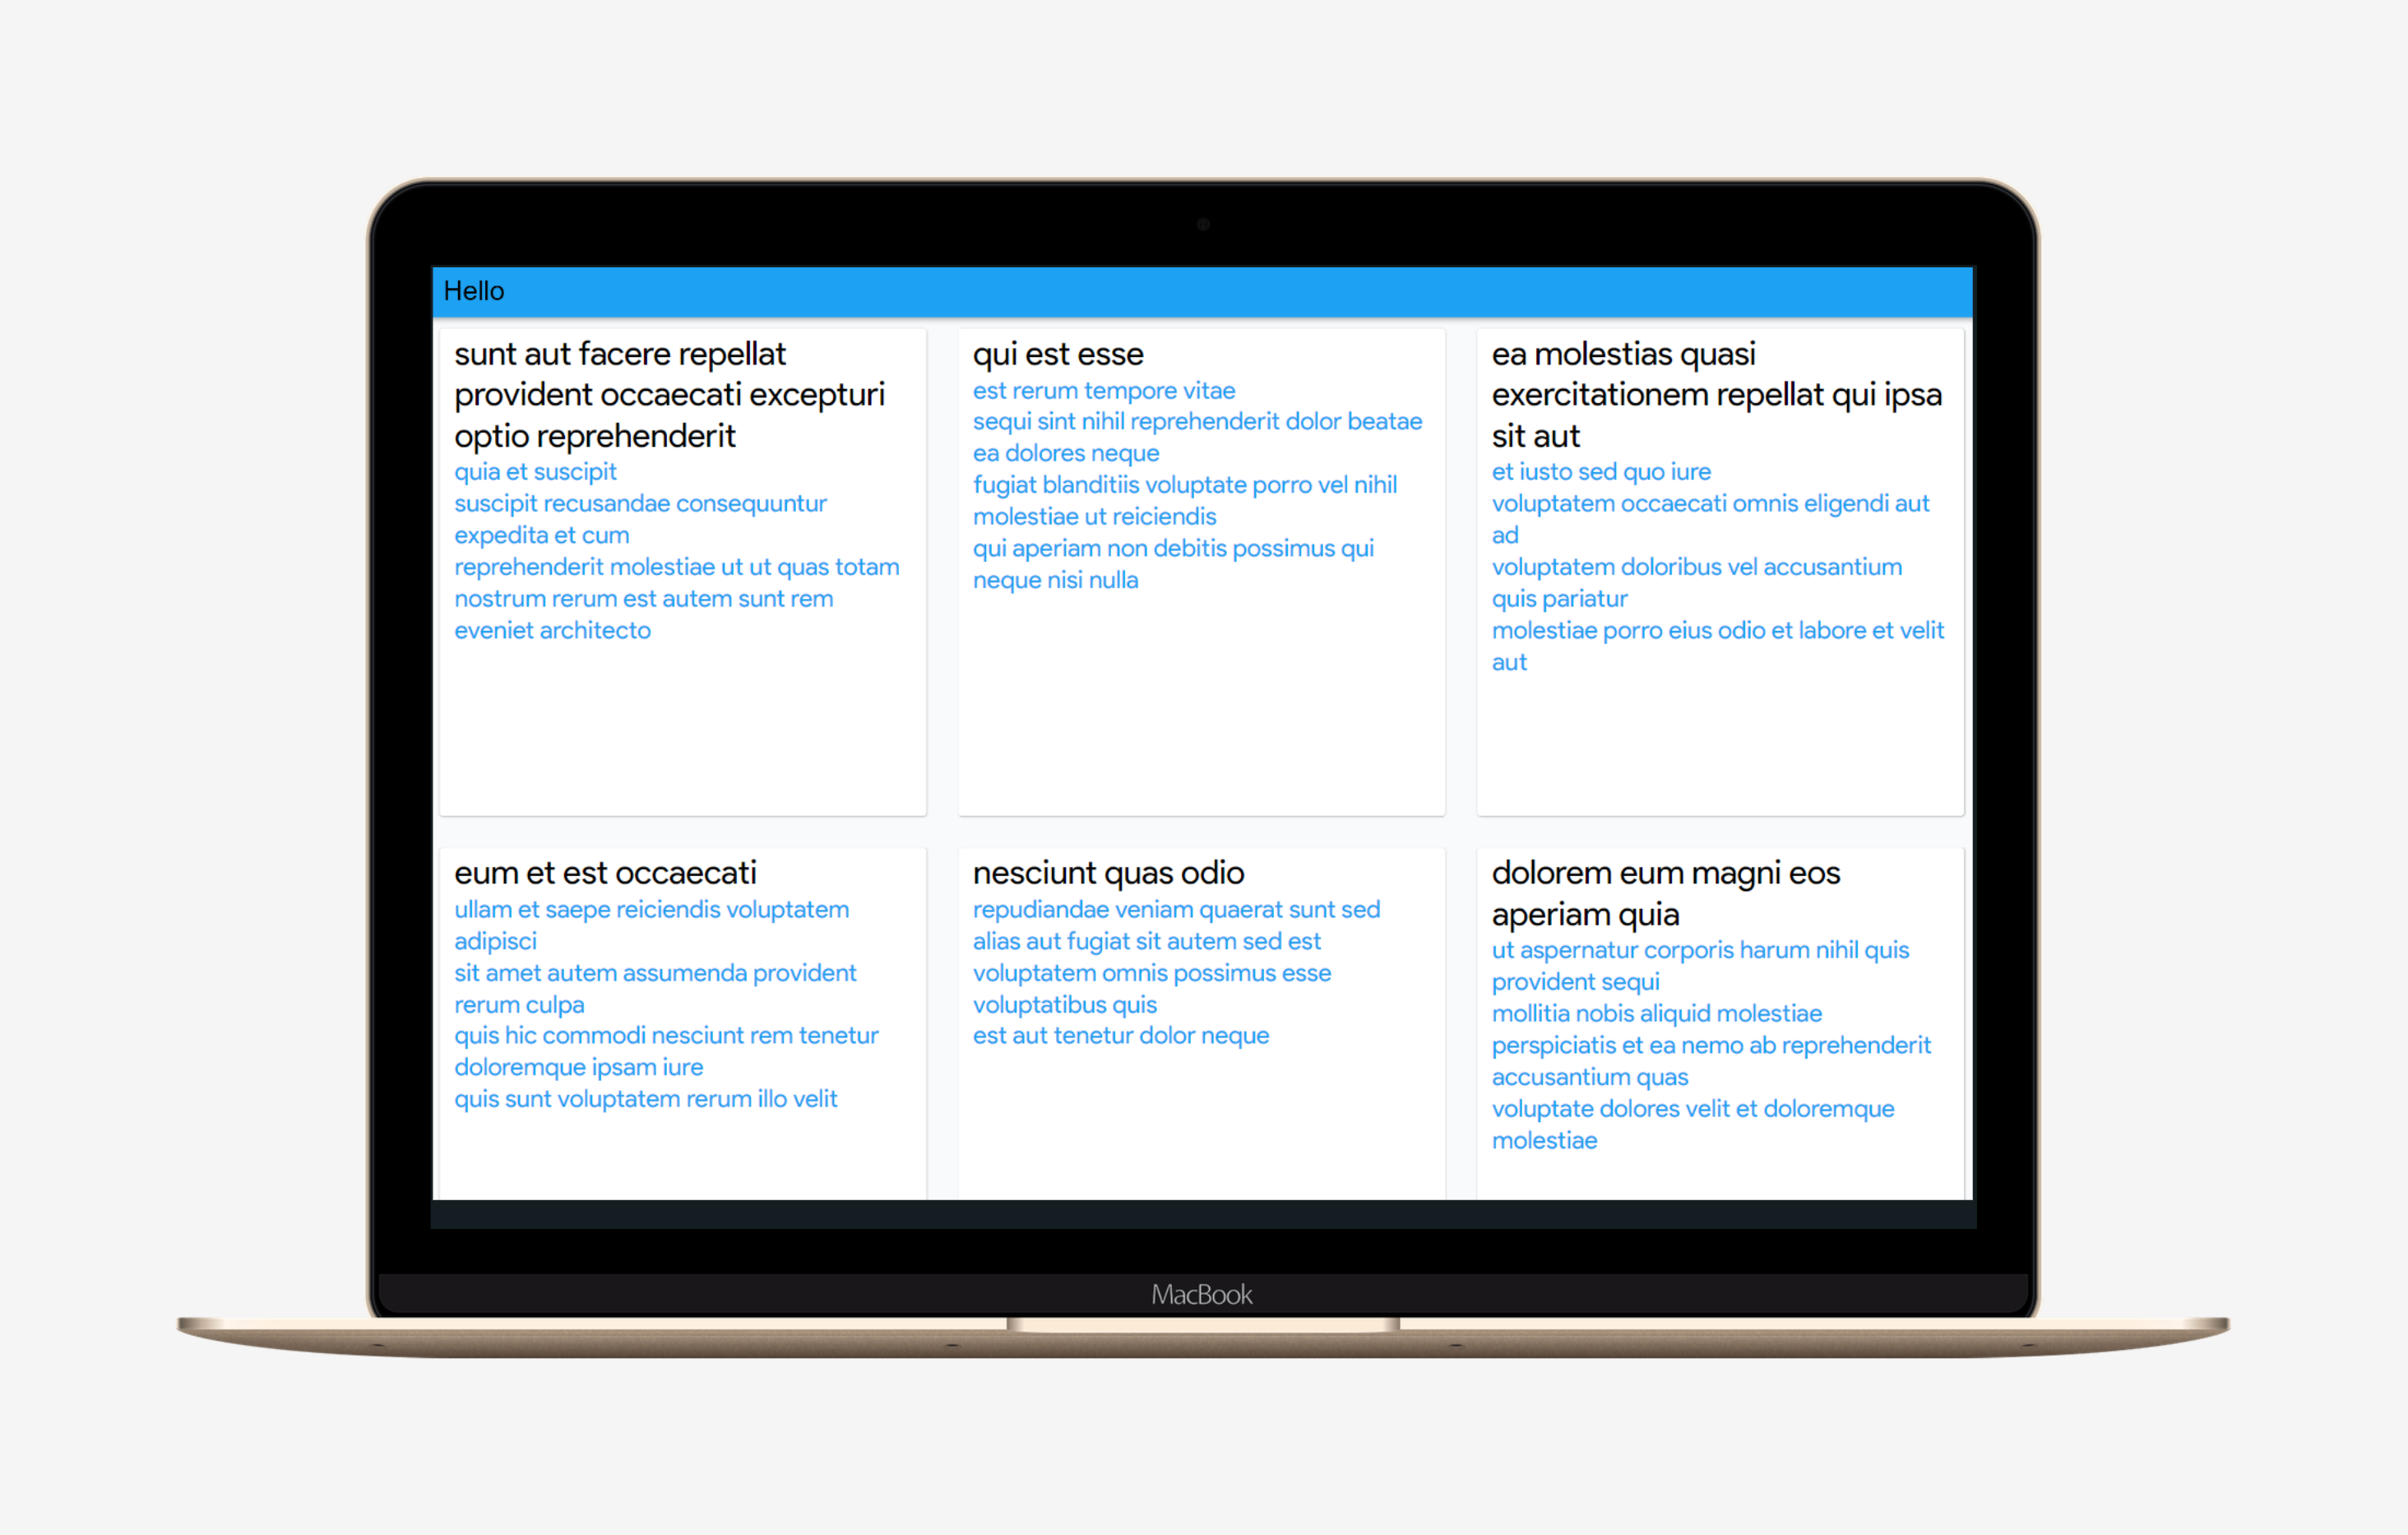 Hello
sunt aut facere repellat
provident occaecati excepturi
optio reprehenderit
quia et suscipit
suscipit recusandae consequuntur
expedita et cum
reprehenderit molestiae ut ut quas totam
nostrum rerum est autem sunt rem
eveniet architecto
qui est esse
est rerum tempore vitae
sequi sint nihil reprehenderit dolor beatae
ea dolores neque
fugiat blanditiis voluptate porro vel nihil
molestiae ut reiciendis
qui aperiam non debitis possimus qui
neque nisi nulla
ea molestias quasi
exercitationem repellat qui ipsa
sit aut
et iusto sed quo iure
voluptatem occaecati omnis eligendi aut
ad
voluptatem doloribus vel accusantium
quis pariatur
molestiae porro eius odio et labore et velit
aut
eum et est occaecati
ullam et saepe reiciendis voluptatem
adipisci
sit amet autem assumenda provident
rerum culpa
quis hic commodi nesciunt rem tenetur
doloremque ipsam iure
quis sunt voluptatem rerum illo velit
nesciunt quas odio
repudiandae veniam quaerat sunt sed
alias aut fugiat sit autem sed est
voluptatem omnis possimus esse
voluptatibus quis
est aut tenetur dolor neque
dolorem eum magni eos
aperiam quia
ut aspernatur corporis harum nihil quis
provident sequi
mollitia nobis aliquid molestiae
perspiciatis et ea nemo ab reprehenderit
accusantium quas
voluptate dolores velit et doloremque
molestiae
MacBook